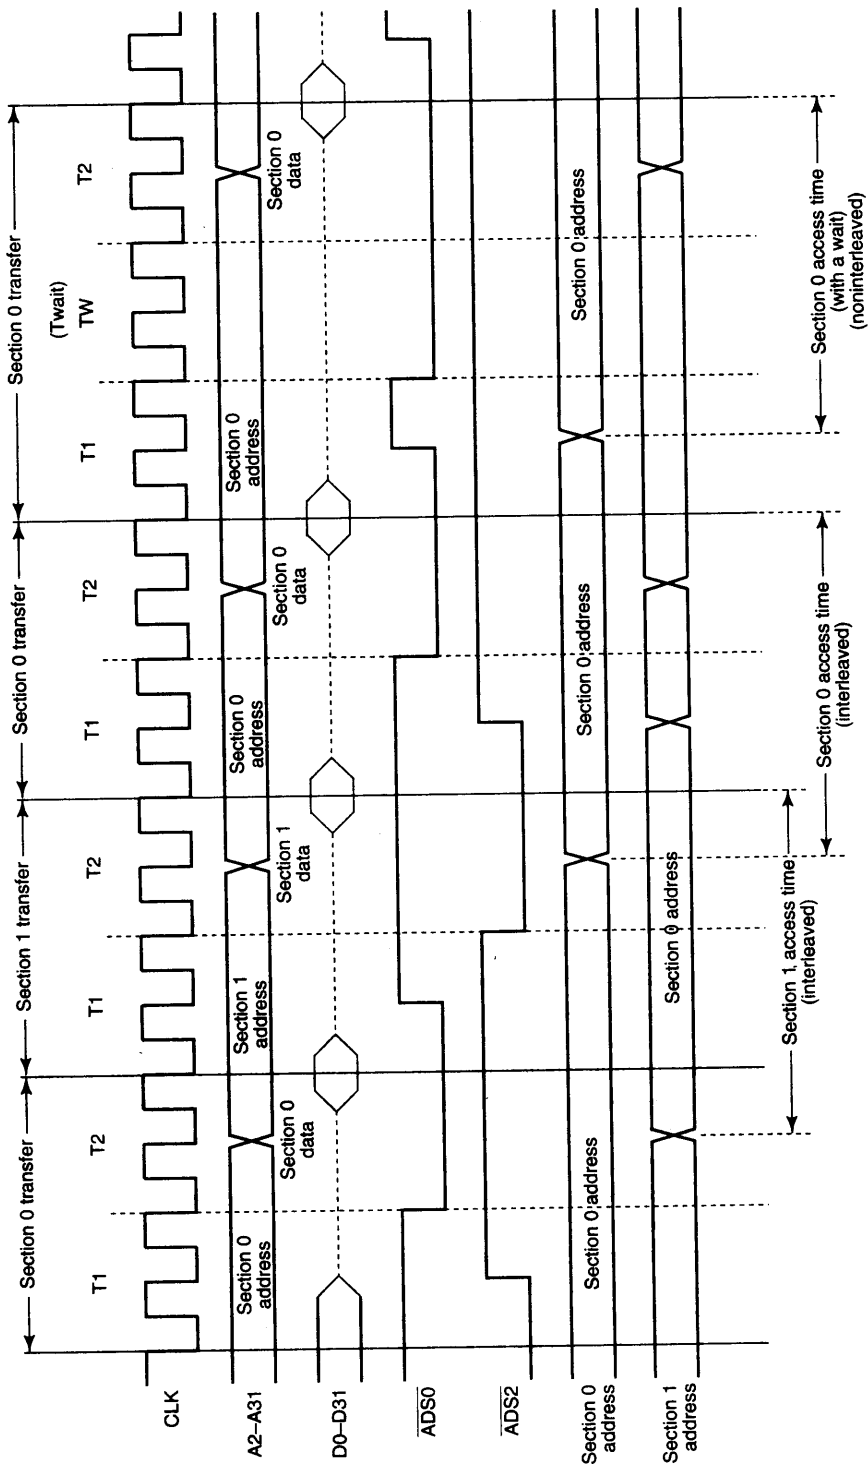 Section 0 transfer
Section 1 transfer
Section 0 transfer
Section 0 transfer
(Twait)
T1
T2
T1
T2
T1
T2
T1
TW
T2
CLK
A2–A31
Section 0
address
Section 1
address
Section 0
address
Section 0
address
Section 0
data
Section 1
data
Section 0
data
Section 0
data
D0–D31
ADS0
ADS2
Section 0
address
Section 0 address
Section 0 address
Section 0 address
Section 1
address
Section 0 address
Section 1 access time
(interleaved)
Section 0 access time
(interleaved)
Section 0 access time
(with a wait)
(noninterleaved)